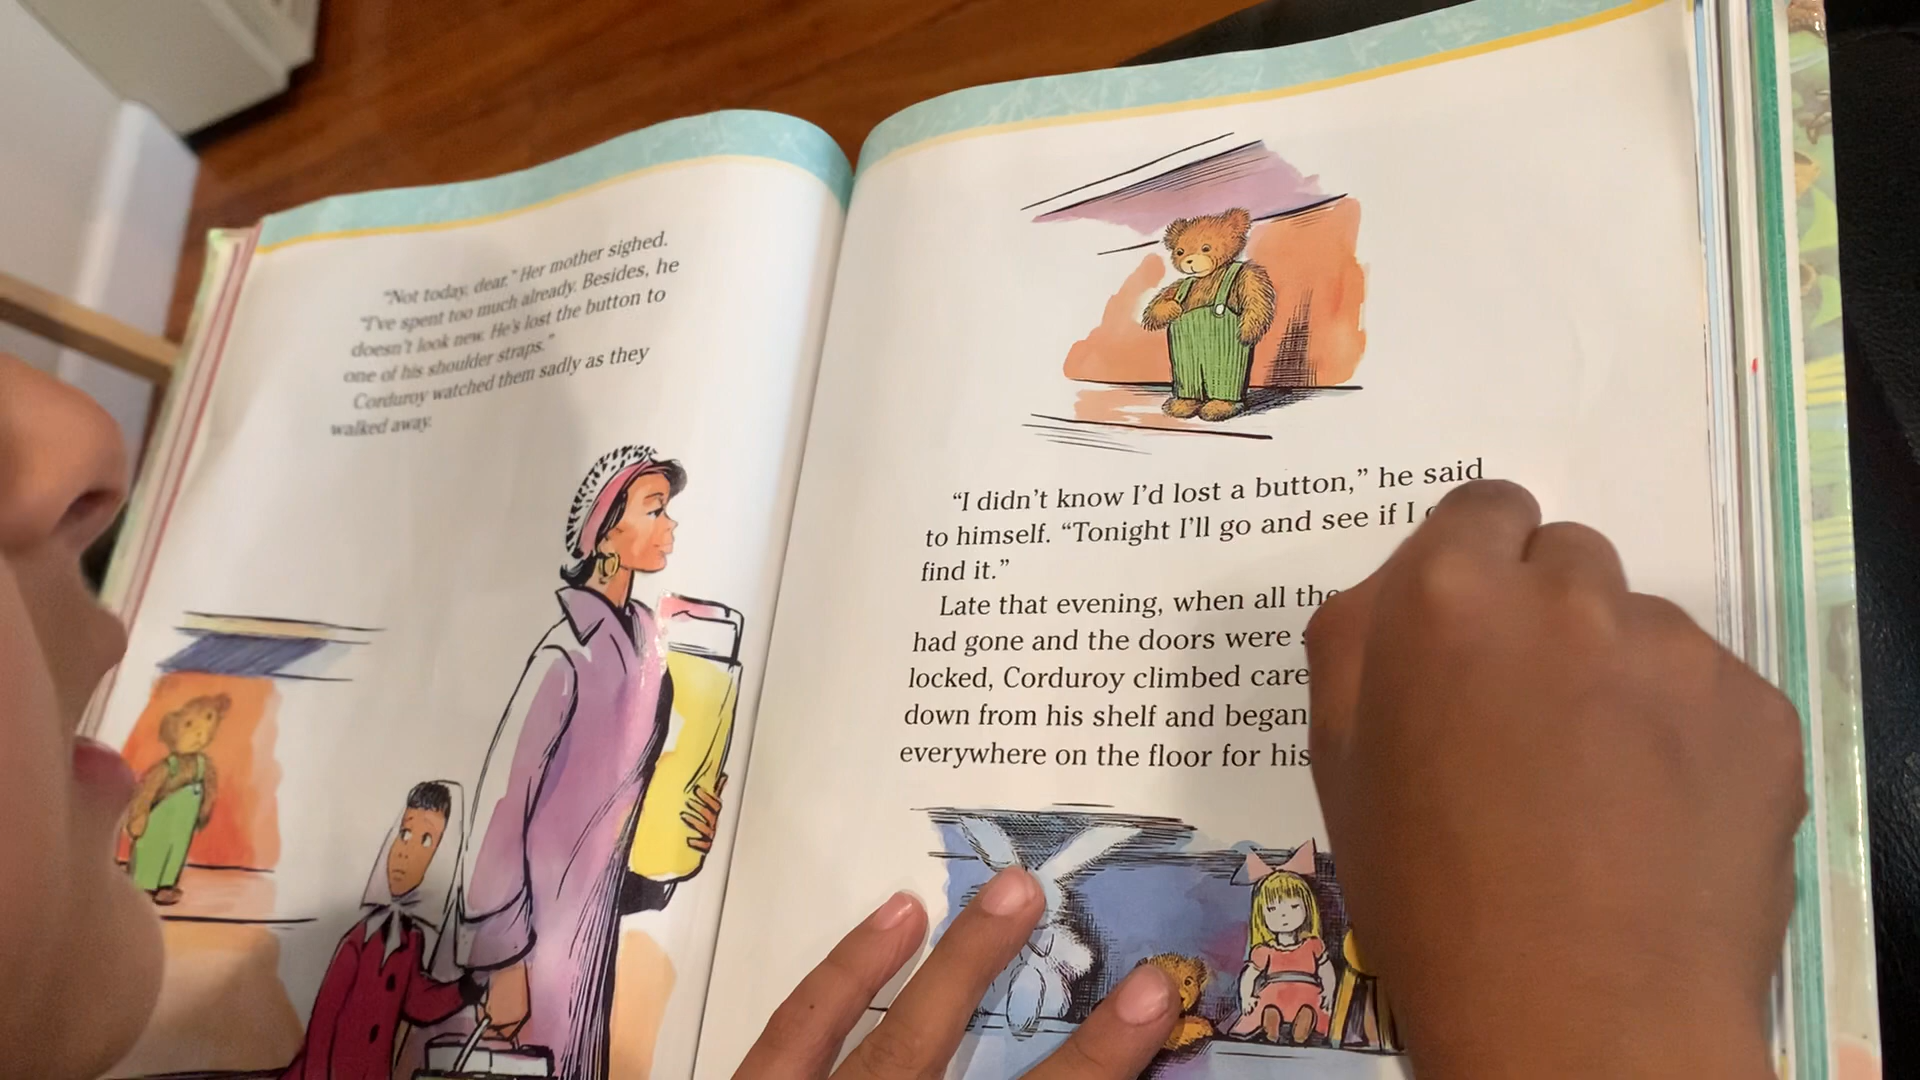 "Not today, dear." Her mother sighed.
"I've spent too much already. Besides, he
doesn't look new. He's lost the button to
one of his shoulder straps."
Corduroy watched them sadly as they
walked away.
"I didn't know I'd lost a button," he said
to himself. "Tonight I'll go and see if I
find it."
Late that evening, when all the
had gone and the doors were
locked, Corduroy climbed care
down from his shelf and began
everywhere on the floor for his